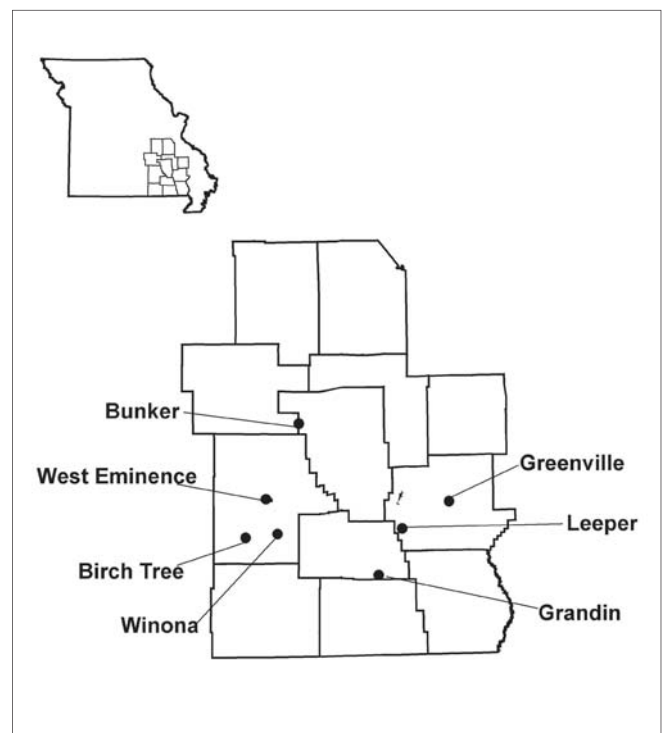 Bunker
Greenville
West Eminence
Leeper
Birch Tree
Grandin
Winona